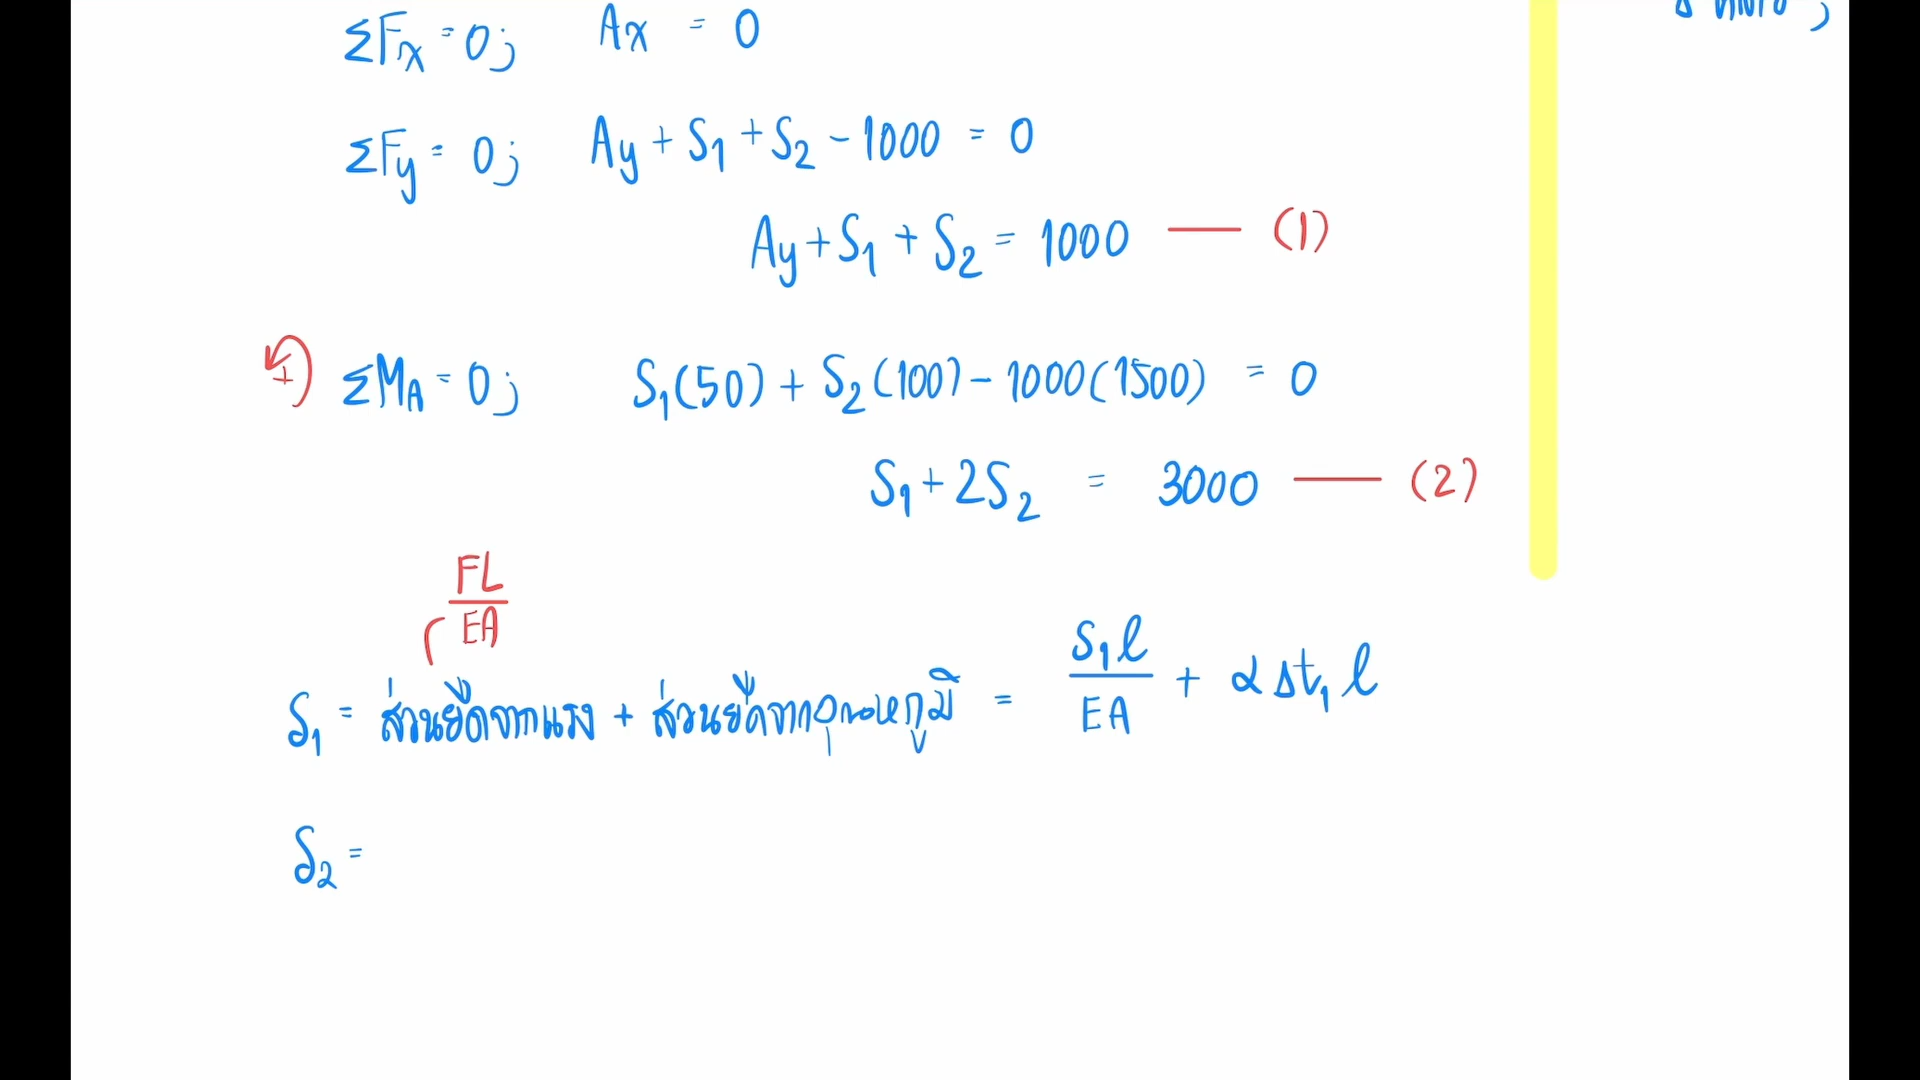 ΣFx = 0; Ax = 0
ΣFy = 0; Ay + S₁ + S₂ - 1000 = 0
Ay + S₁ + S₂ = 1000 — (1)
+ ΣM_A = 0; S₁(50) + S₂(100) - 1000(1500) = 0
S₁ + 2S₂ = 3000 — (2)
FL/EA
δ₁ = ส่วนยืดจากแรง + ส่วนยืดจากอุณหภูมิ = S₁l/EA + αΔt₁l
δ₂ =